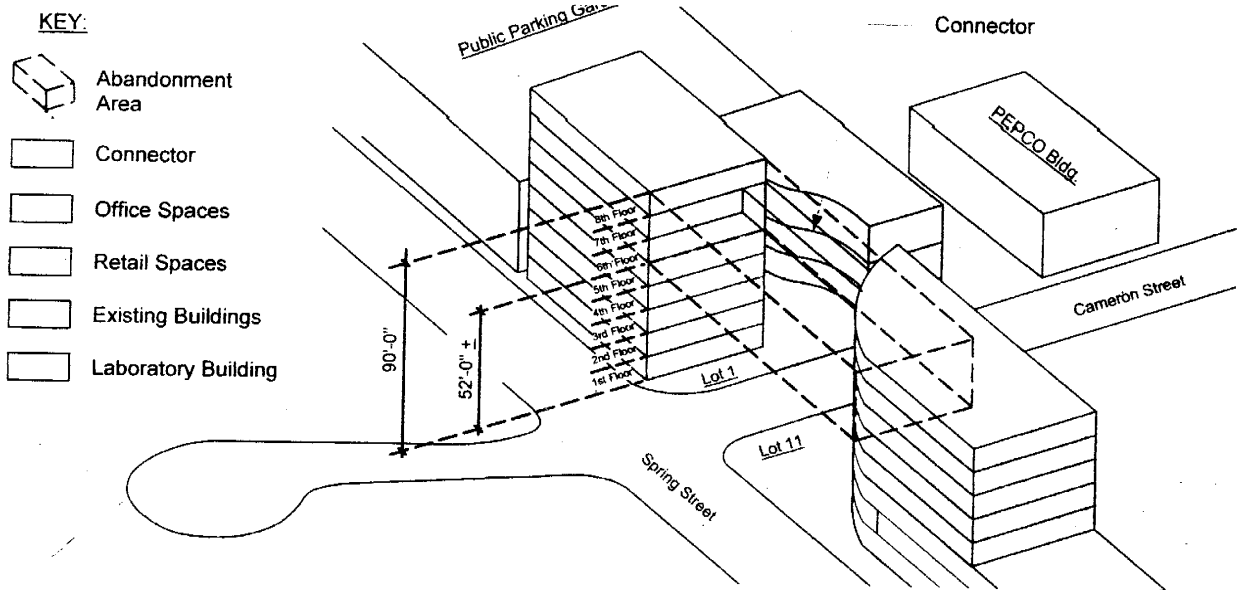 KEY:
Abandonment
Area
Connector
Office Spaces
Retail Spaces
Existing Buildings
Laboratory Building
Public Parking
Connector
PEPCO Bldg.
Cameron Street
8th Floor
7th Floor
6th Floor
5th Floor
4th Floor
3rd Floor
2nd Floor
1st Floor
90'-0"
52'-0" ±
Lot 1
Lot 11
Spring Street